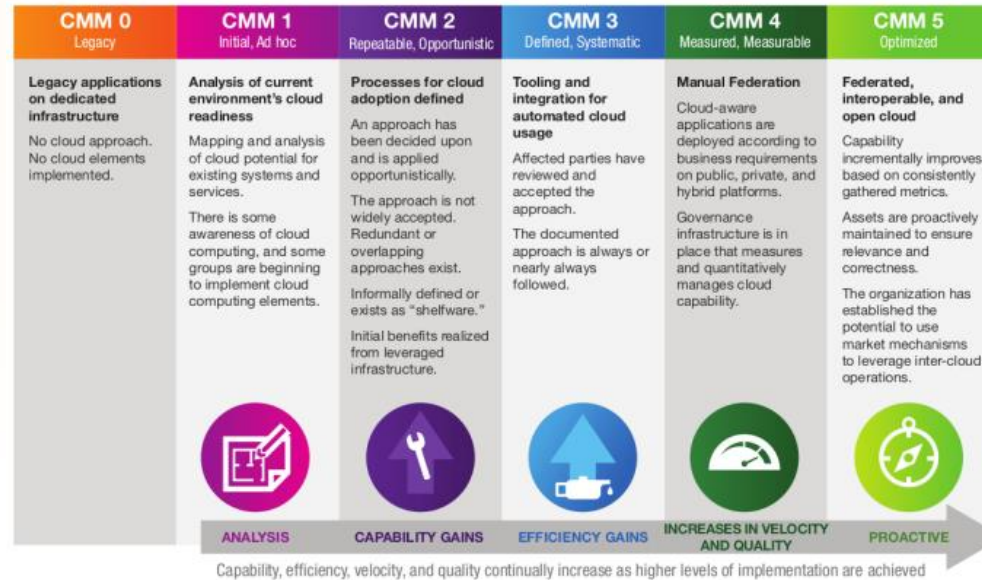 CMM 0
Legacy
Legacy applications
on dedicated
infrastructure
No cloud approach.
No cloud elements
implemented.
CMM 1
Initial, Ad hoc
Analysis of current
environment's cloud
readiness
Mapping and analysis
of cloud potential for
existing systems and
services.
There is some
awareness of cloud
computing, and some
groups are beginning
to implement cloud
computing elements.
ANALYSIS
CMM 2
Repeatable, Opportunistic
Processes for cloud
adoption defined
An approach has
been decided upon
and is applied
opportunistically.
The approach is not
widely accepted.
Redundant or
overlapping
approaches exist.
Informally defined or
exists as “shelfware.”
Initial benefits realized
from leveraged
infrastructure.
CAPABILITY GAINS
CMM 3
Defined, Systematic
Tooling and
integration for
automated cloud
usage
Affected parties have
reviewed and
accepted the
approach.
The documented
approach is always or
nearly always
followed.
EFFICIENCY GAINS
CMM 4
Measured, Measurable
Manual Federation
Cloud-aware
applications are
deployed according to
business requirements
on public, private, and
hybrid platforms.
Governance
infrastructure is in
place that measures
and quantitatively
manages cloud
capability.
INCREASES IN VELOCITY
AND QUALITY
CMM 5
Optimized
Federated,
interoperable, and
open cloud
Capability
incrementally improves
based on consistently
gathered metrics.
Assets are proactively
maintained to ensure
relevance and
correctness.
The organization has
established the
potential to use
market mechanisms
to leverage inter-cloud
operations.
PROACTIVE
Capability, efficiency, velocity, and quality continually increase as higher levels of implementation are achieved